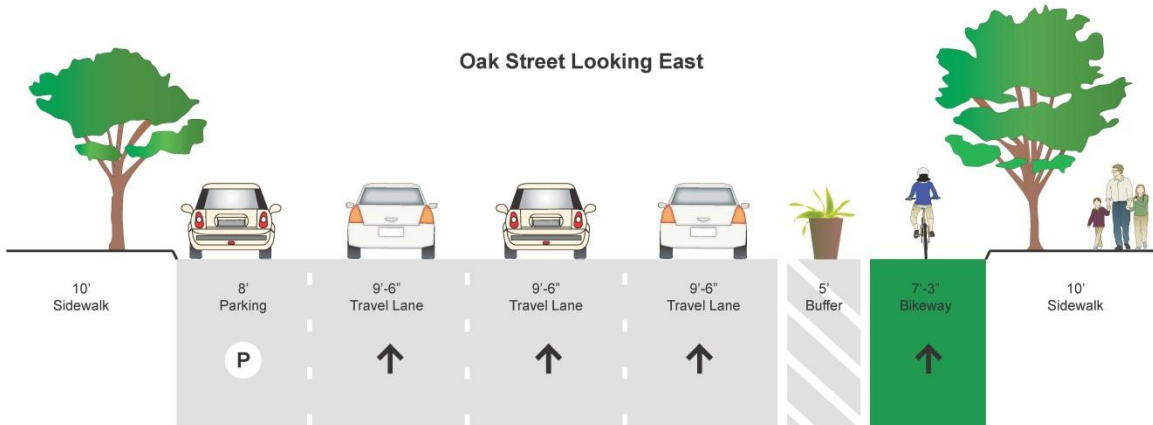 Oak Street Looking East
10'
Sidewalk
8'
Parking
P
9'-6"
Travel Lane
9'-6"
Travel Lane
9'-6"
Travel Lane
5'
Buffer
7'-3"
Bikeway
10'
Sidewalk